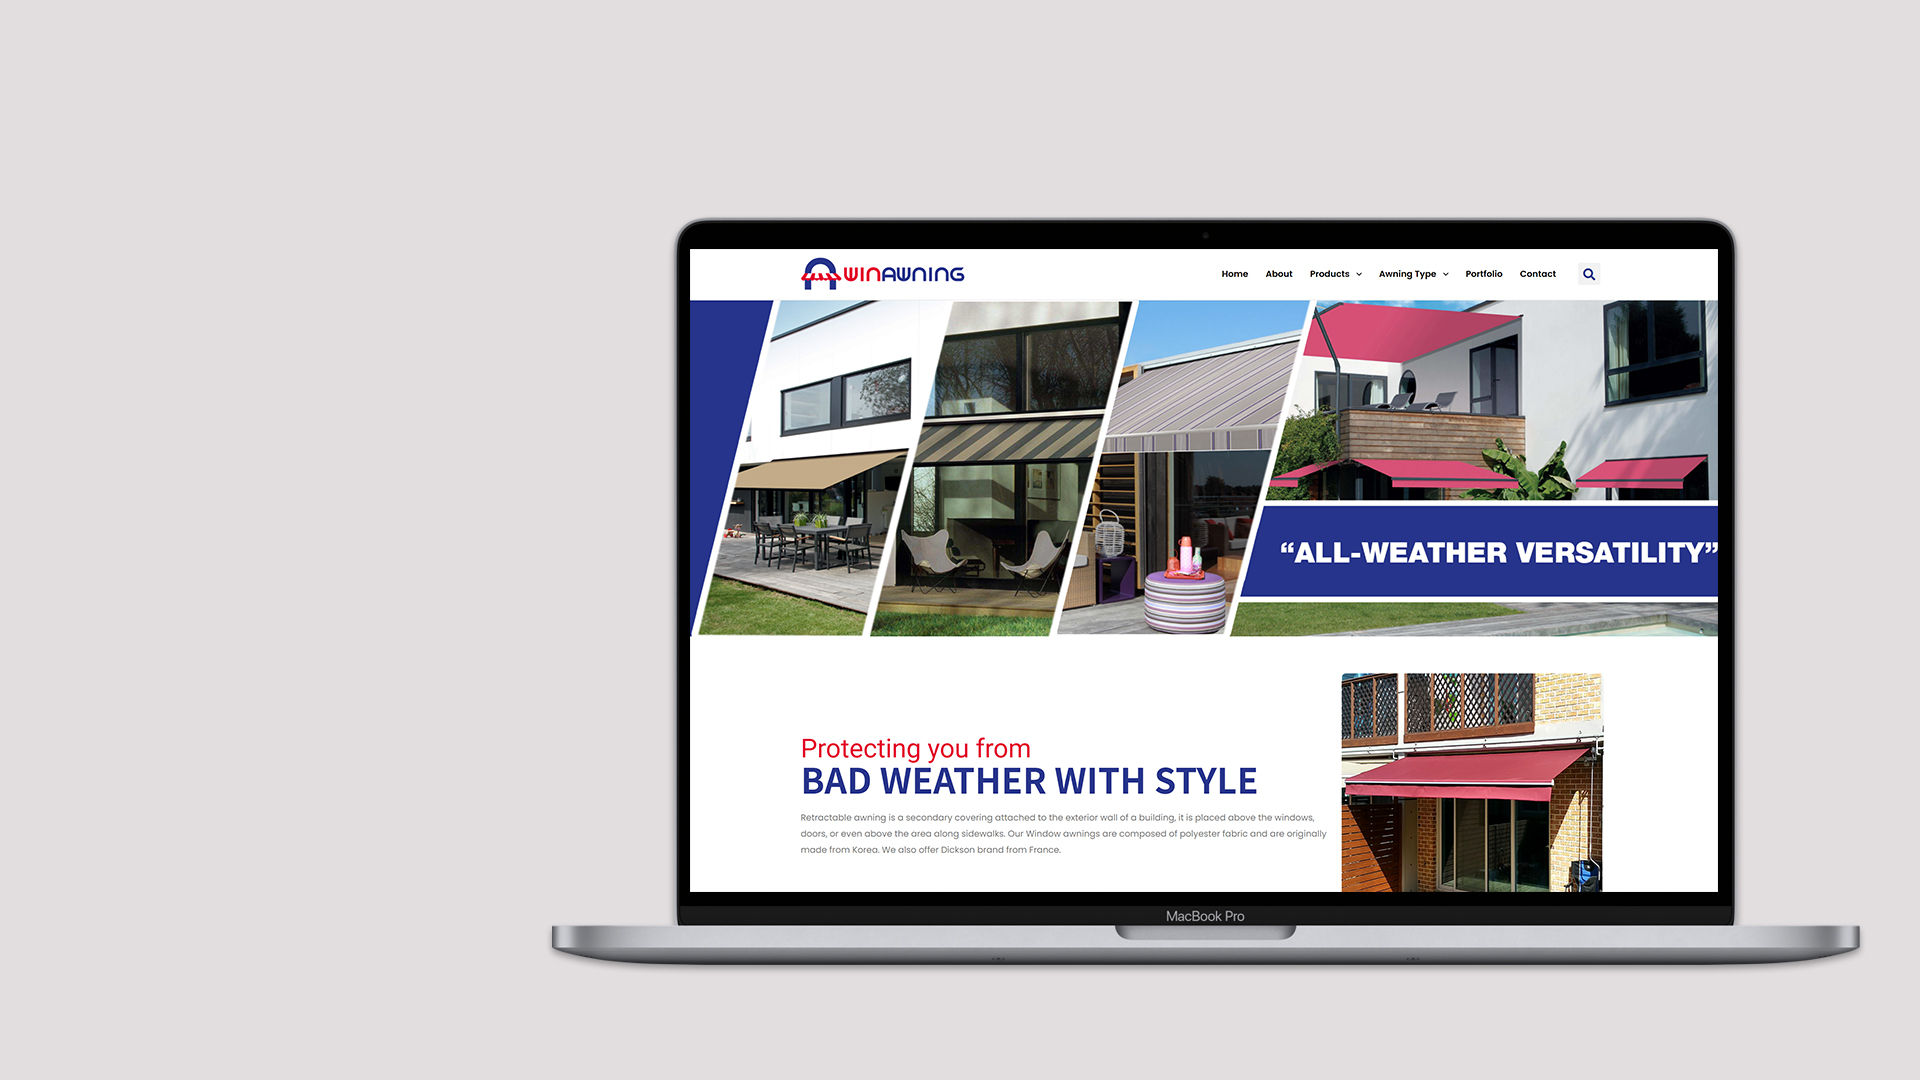 WINAWNING
Home About Products Awning Type Portfolio Contact
“ALL-WEATHER VERSATILITY”
Protecting you from
BAD WEATHER WITH STYLE
Retractable awning is a secondary covering attached to the exterior wall of a building, it is placed above the windows,
doors, or even above the area along sidewalks. Our Window awnings are composed of polyester fabric and are originally
made from Korea. We also offer Dickson brand from France.
MacBook Pro